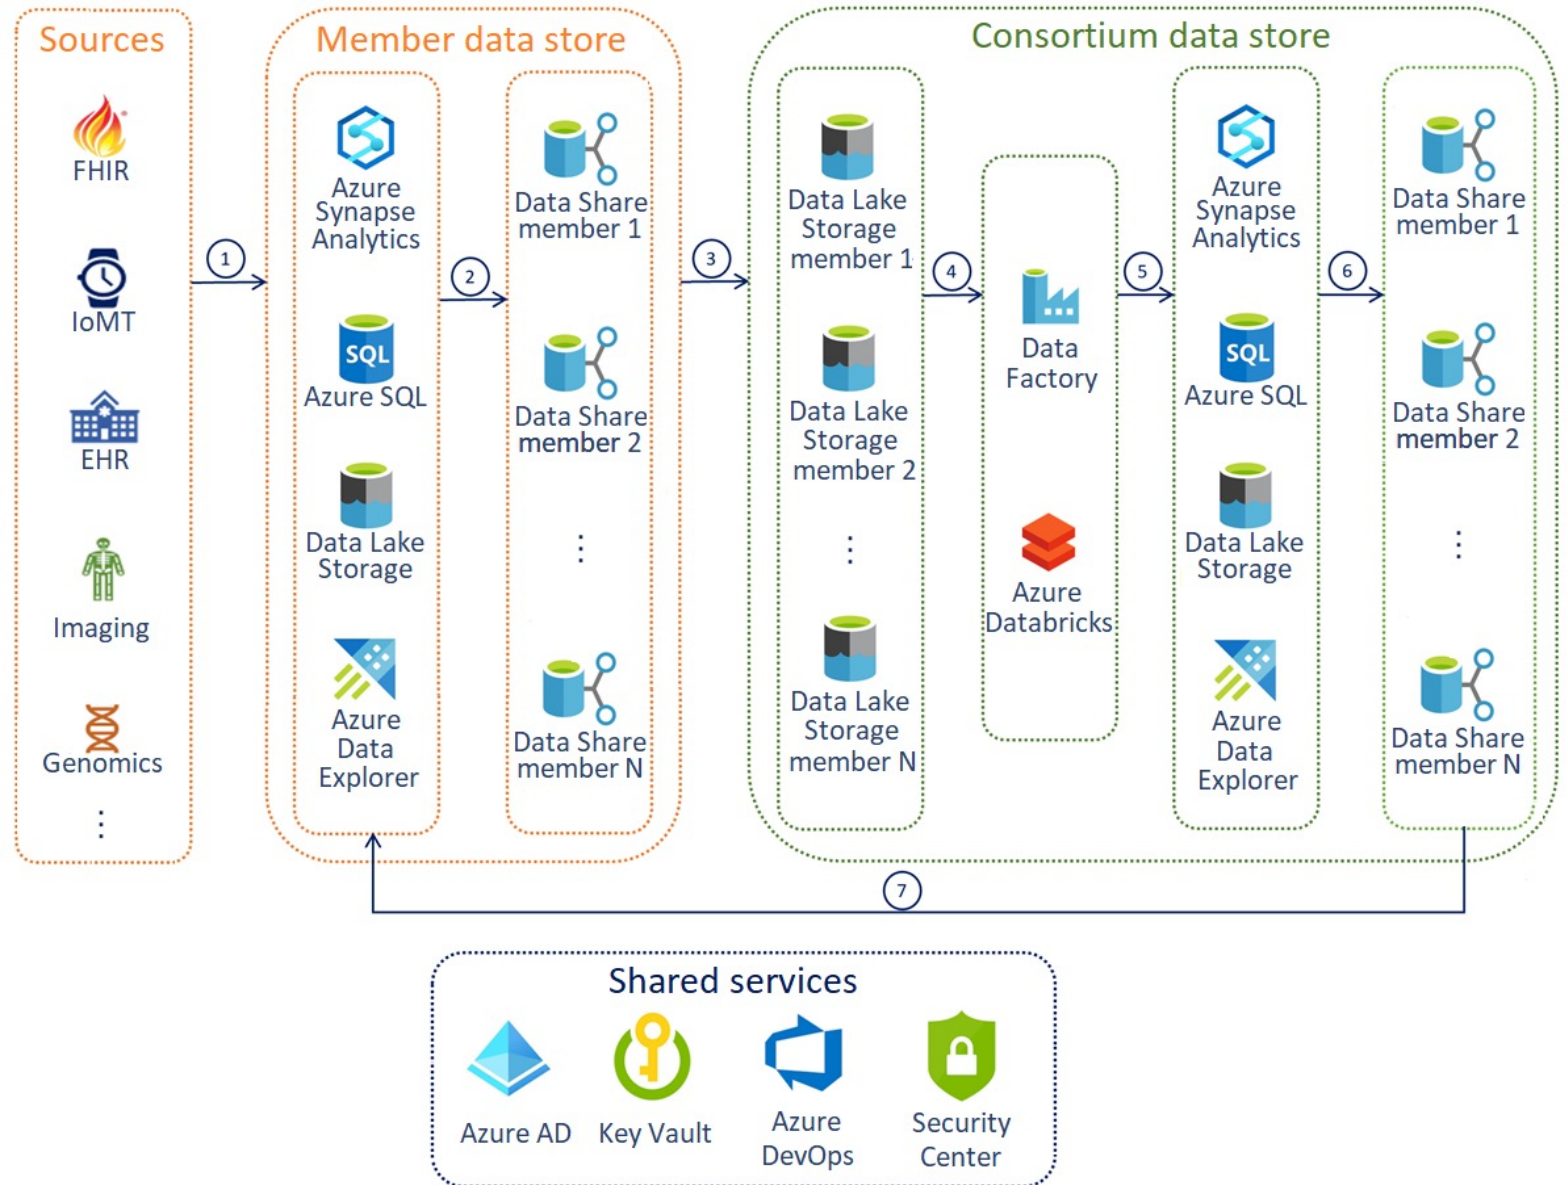 Sources
FHIR
IoMT
EHR
Imaging
Genomics
⋮
1
Member data store
Azure
Synapse
Analytics
SQL
Azure SQL
Data Lake
Storage
Azure
Data
Explorer
2
Data Share
member 1
Data Share
member 2
⋮
Data Share
member N
3
Consortium data store
Data Lake
Storage
member 1
Data Lake
Storage
member 2
⋮
Data Lake
Storage
member N
4
Data
Factory
Azure
Databricks
5
Azure
Synapse
Analytics
SQL
Azure SQL
Data Lake
Storage
Azure
Data
Explorer
6
Data Share
member 1
Data Share
member 2
⋮
Data Share
member N
7
Shared services
Azure AD
Key Vault
Azure
DevOps
Security
Center